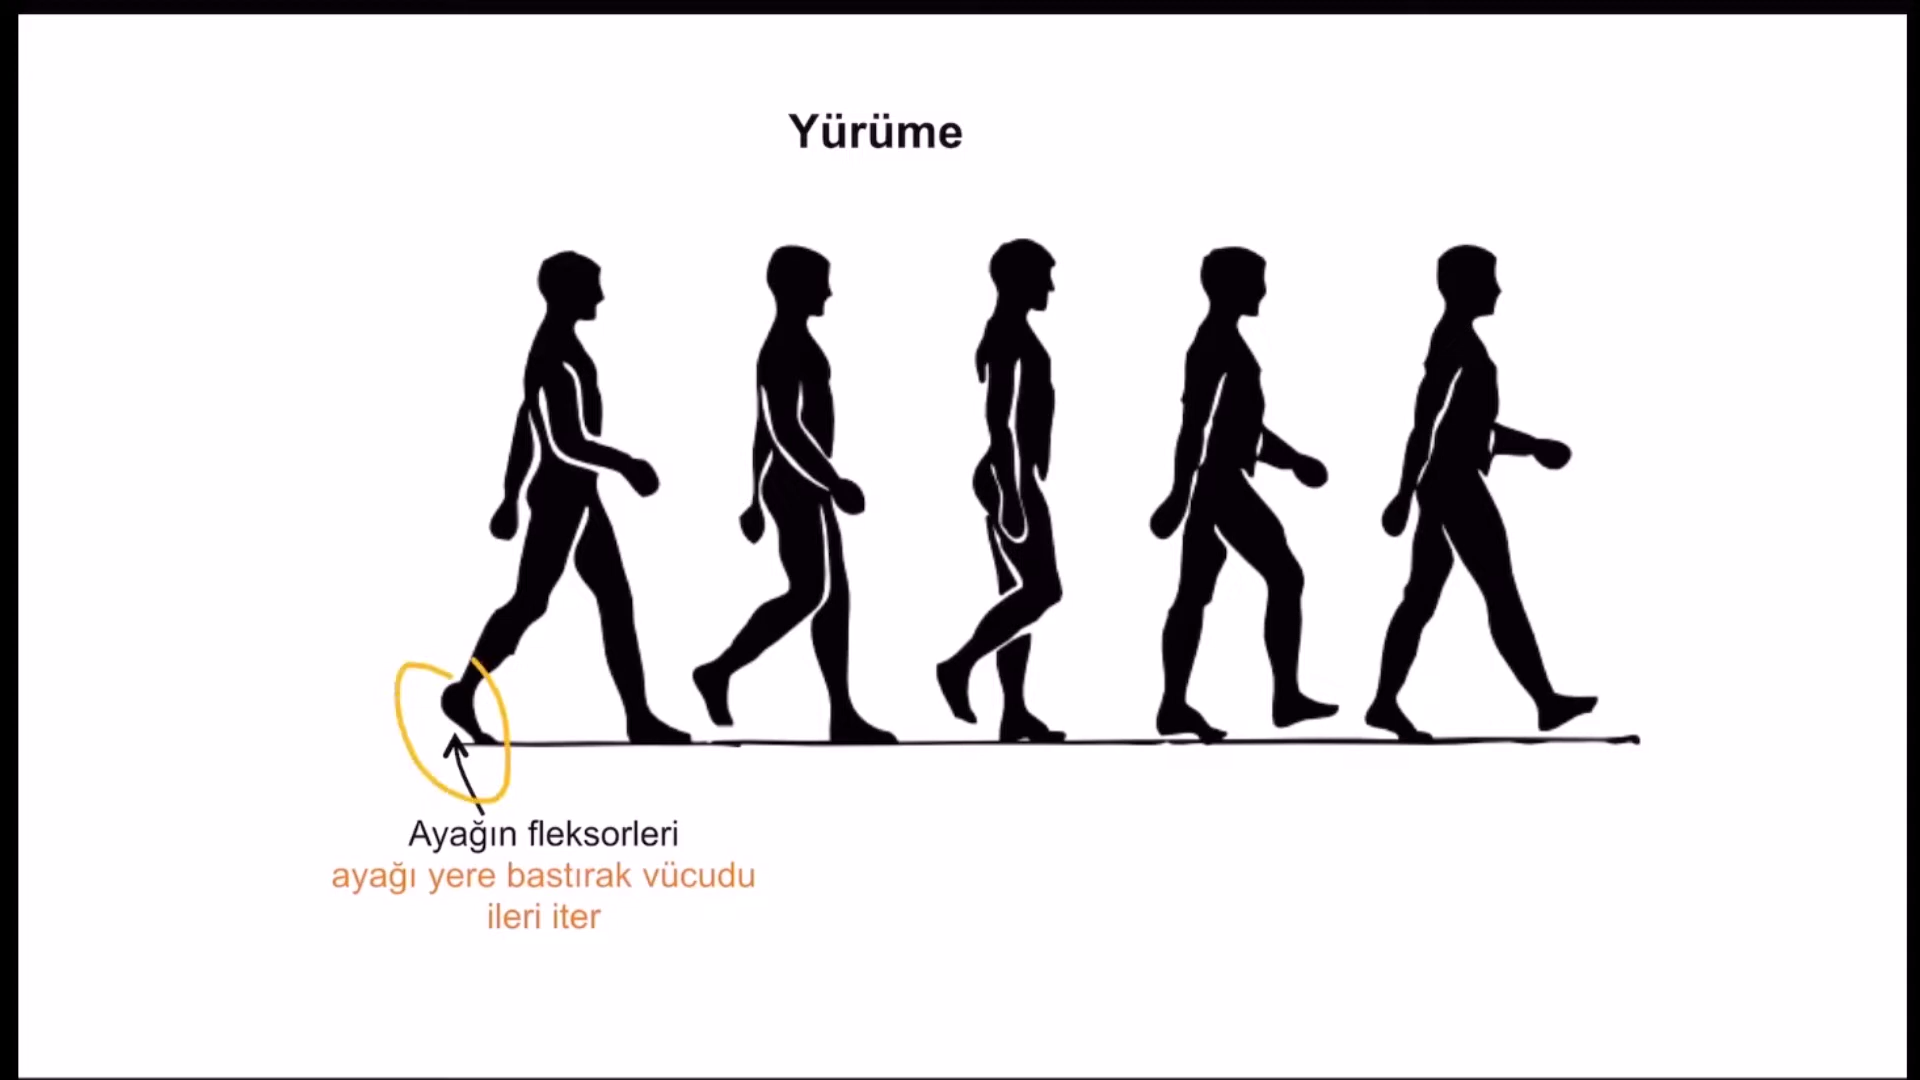 Yürüme
Ayağın fleksorleri
ayağı yere bastırak vücudu
ileri iter